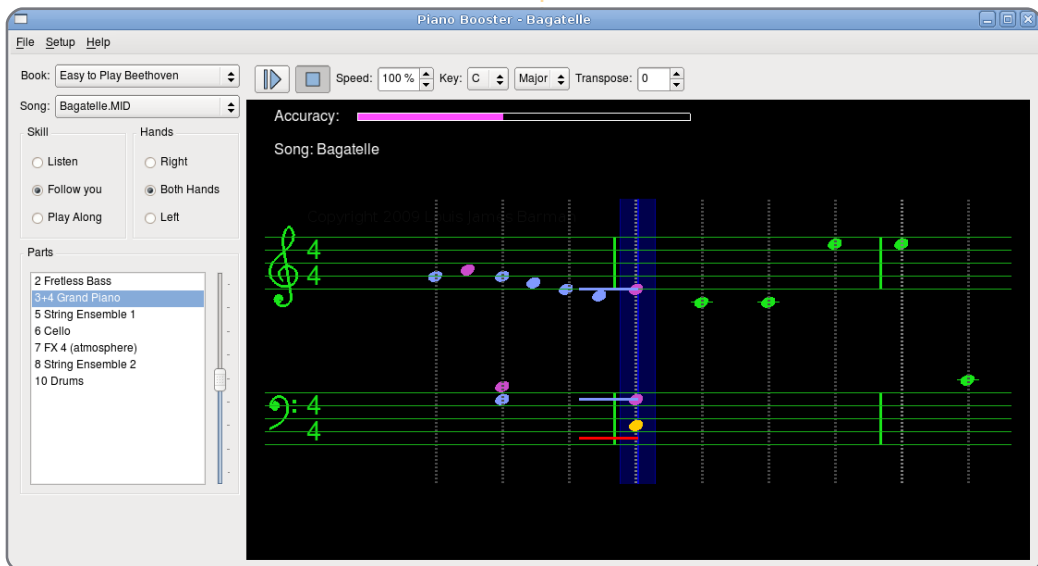 Piano Booster - Bagatelle
File Setup Help
Book: Easy to Play Beethoven
Speed: 100 % Key: C Major Transpose: 0
Song: Bagatelle.MID
Accuracy:
Skill
Hands
Song: Bagatelle
Listen
Right
Follow you
Both Hands
Play Along
Left
Copyright 2009 Louis James Barman
Parts
4
4
2 Fretless Bass
3+4 Grand Piano
5 String Ensemble 1
6 Cello
7 FX 4 (atmosphere)
8 String Ensemble 2
10 Drums
4
4